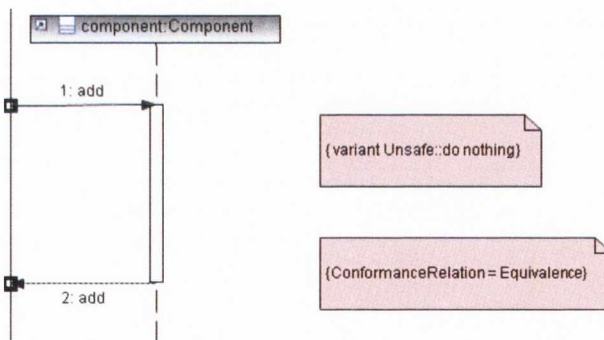 component:Component
1: add
{variant Unsafe::do nothing}
{ConformanceRelation = Equivalence}
2: add